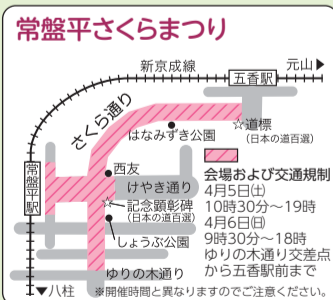 常盤平さくらまつり
元山▶
新京成線
五香駅
さくら通り
☆道標
(日本の道百選)
はなみずき公園
常盤平駅
西友
けやき通り
☆記念顕彰碑
(日本の道百選)
しょうぶ公園
ゆりの木通り
▼八柱
会場および交通規制
4月5日㈯
10時30分～19時
4月6日㈰
9時30分～18時
ゆりの木通り交差点
から五香駅前まで
※開催時間と異なりますのでご注意ください。